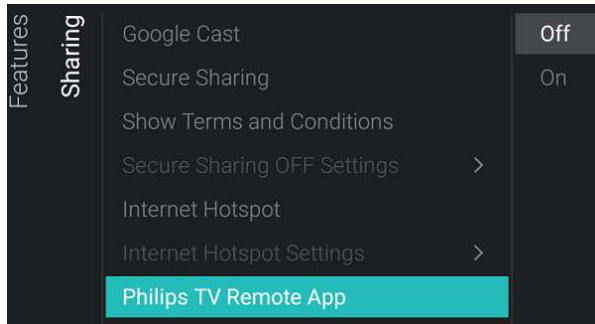 Features
Sharing
Google Cast
Secure Sharing
Show Terms and Conditions
Secure Sharing OFF Settings >
Internet Hotspot
Internet Hotspot Settings >
Philips TV Remote App
Off
On